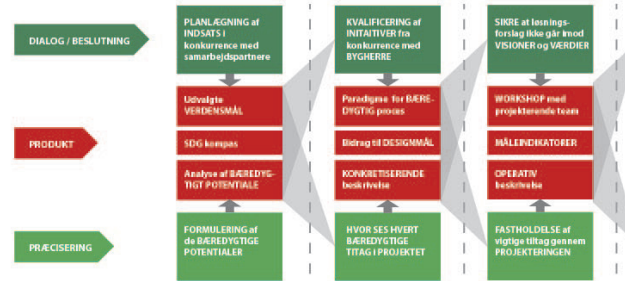 DIALOG / BESLUTNING
PLANLÆGNING af
INDSATS i
konkurrence med
samarbejdspartnere
KVALIFICERING af
INITAITIVER fra
konkurrence med
BYGHERRE
SIKRE at løsnings-
forslag ikke går imod
VISIONER og VÆRDIER
PRODUKT
Udvalgte
VERDENSMÅL
SDG kompas
Analyse af BÆREDYG-
TIGT POTENTIALE
Paradigme for BÆRE-
DYGTIG proces
Bidrag til DESIGNMÅL
KONKRETISERENDE
beskrivelse
WORKSHOP med
projekterende team
MÅLEINDIKATORER
OPERATIV
beskrivelse
PRÆCISERING
FORMULERING af
de BÆREDYGTIGE
POTENTIALER
HVOR SES HVERT
BÆREDYGTIGE
TITAG i PROJEKTET
FASTHOLDELSE af
vigtige tiltag gennem
PROJEKTERINGEN